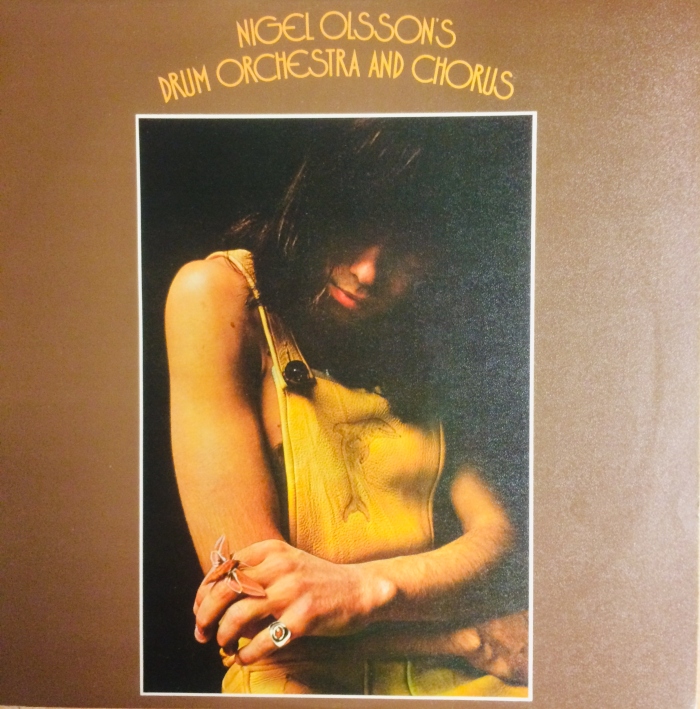 NIGEL OLSSON'S
DRUM ORCHESTRA AND CHORUS